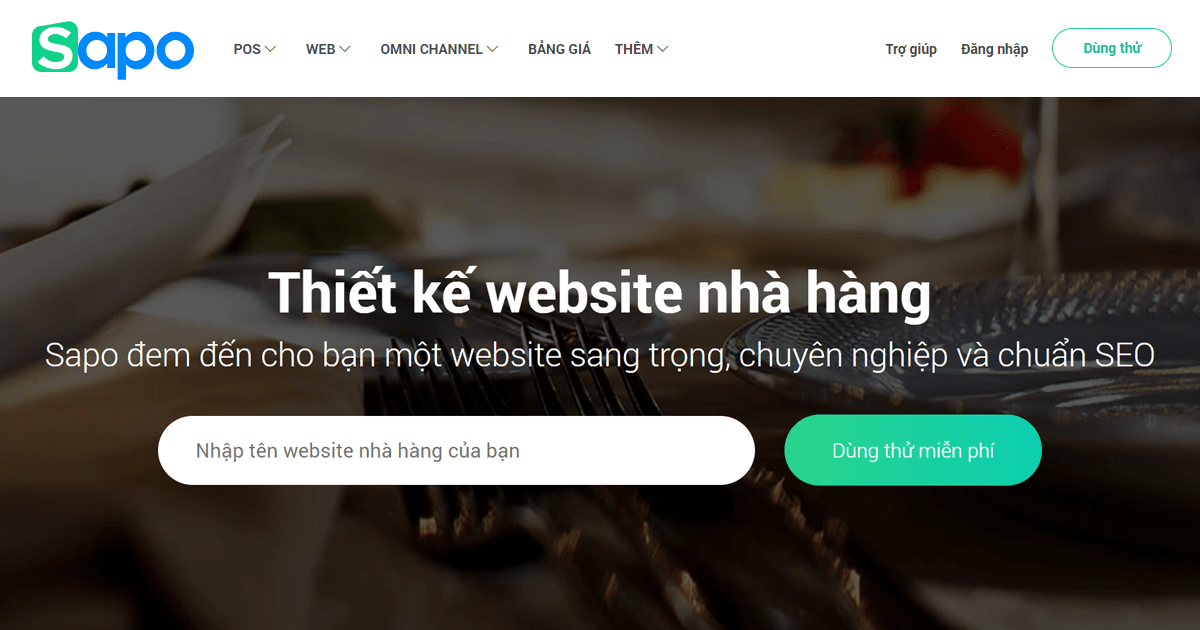 Sapo
POS
WEB
OMNI CHANNEL
BẢNG GIÁ
THÊM
Trợ giúp
Đăng nhập
Dùng thử
Thiết kế website nhà hàng
Sapo đem đến cho bạn một website sang trọng, chuyên nghiệp và chuẩn SEO
Nhập tên website nhà hàng của bạn
Dùng thử miễn phí